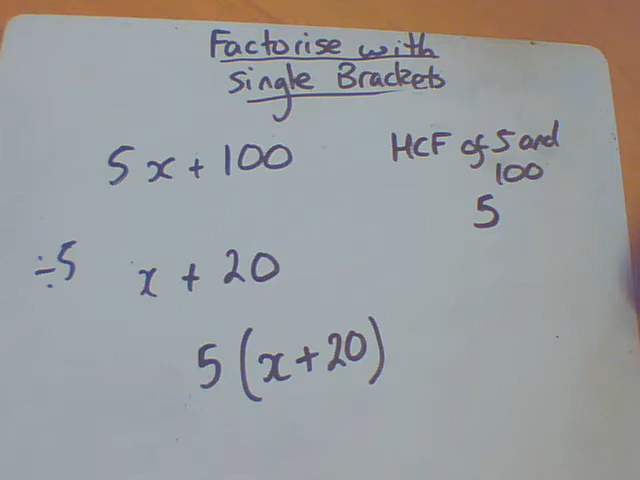 Factorise with
Single Brackets
5x + 100
HCF of 5 and
100
5
÷5 x + 20
5(x+20)